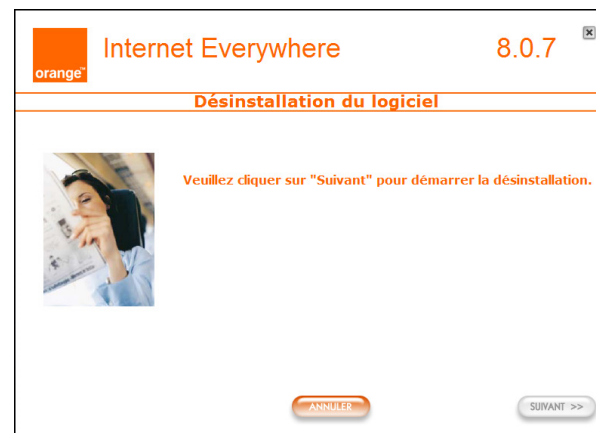 orange™
Internet Everywhere
8.0.7
Désinstallation du logiciel
Veuillez cliquer sur "Suivant" pour démarrer la désinstallation.
ANNULER
SUIVANT >>